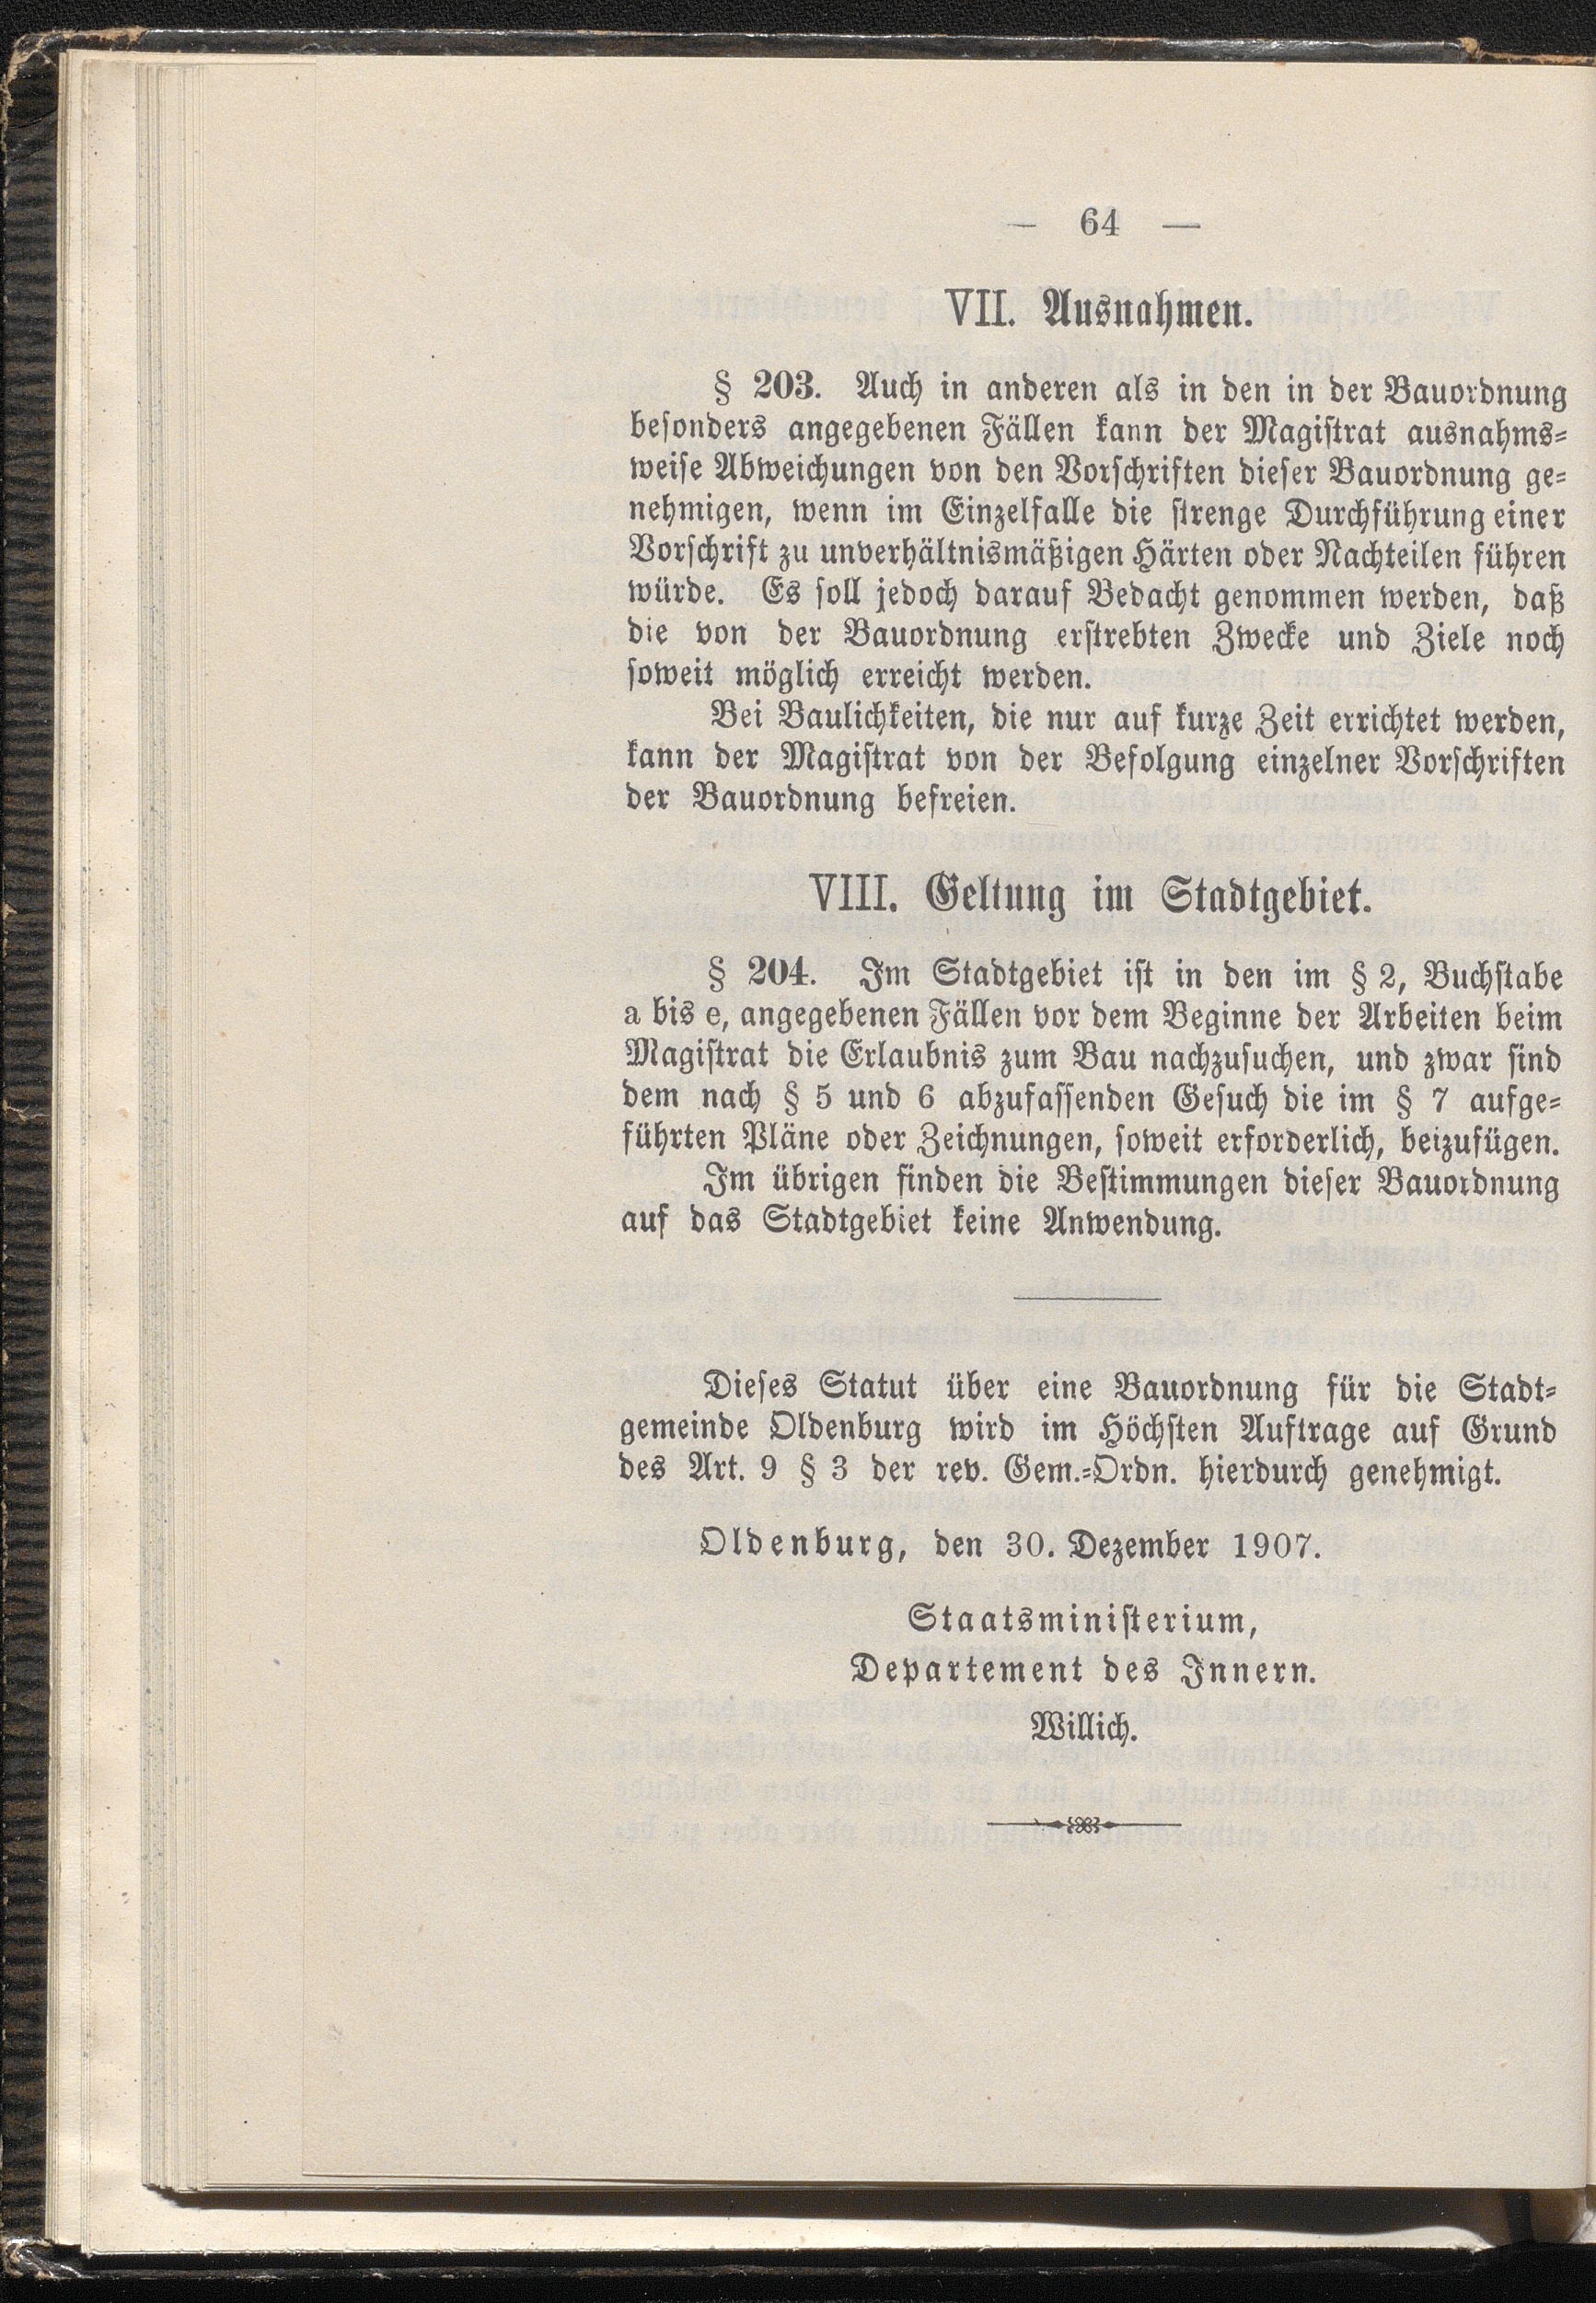 — 64 —
VII. Ausnahmen.
§ 203. Auch in anderen als in den in der Bauordnung
besonders angegebenen Fällen kann der Magistrat ausnahms-
weise Abweichungen von den Vorschriften dieser Bauordnung ge-
nehmigen, wenn im Einzelfalle die strenge Durchführung einer
Vorschrift zu unverhältnismäßigen Härten oder Nachteilen führen
würde. Es soll jedoch darauf Bedacht genommen werden, daß
die von der Bauordnung erstrebten Zwecke und Ziele noch
soweit möglich erreicht werden.
Bei Baulichkeiten, die nur auf kurze Zeit errichtet werden,
kann der Magistrat von der Befolgung einzelner Vorschriften
der Bauordnung befreien.
VIII. Geltung im Stadtgebiet.
§ 204. Im Stadtgebiet ist in den im § 2, Buchstabe
a bis e, angegebenen Fällen vor dem Beginne der Arbeiten beim
Magistrat die Erlaubnis zum Bau nachzusuchen, und zwar sind
dem nach § 5 und 6 abzufassenden Gesuch die im § 7 aufge-
führten Pläne oder Zeichnungen, soweit erforderlich, beizufügen.
Im übrigen finden die Bestimmungen dieser Bauordnung
auf das Stadtgebiet keine Anwendung.
Dieses Statut über eine Bauordnung für die Stadt-
gemeinde Oldenburg wird im Höchsten Auftrage auf Grund
des Art. 9 § 3 der rev. Gem.-Ordn. hierdurch genehmigt.
Oldenburg, den 30. Dezember 1907.
Staatsministerium,
Departement des Innern.
Willich.